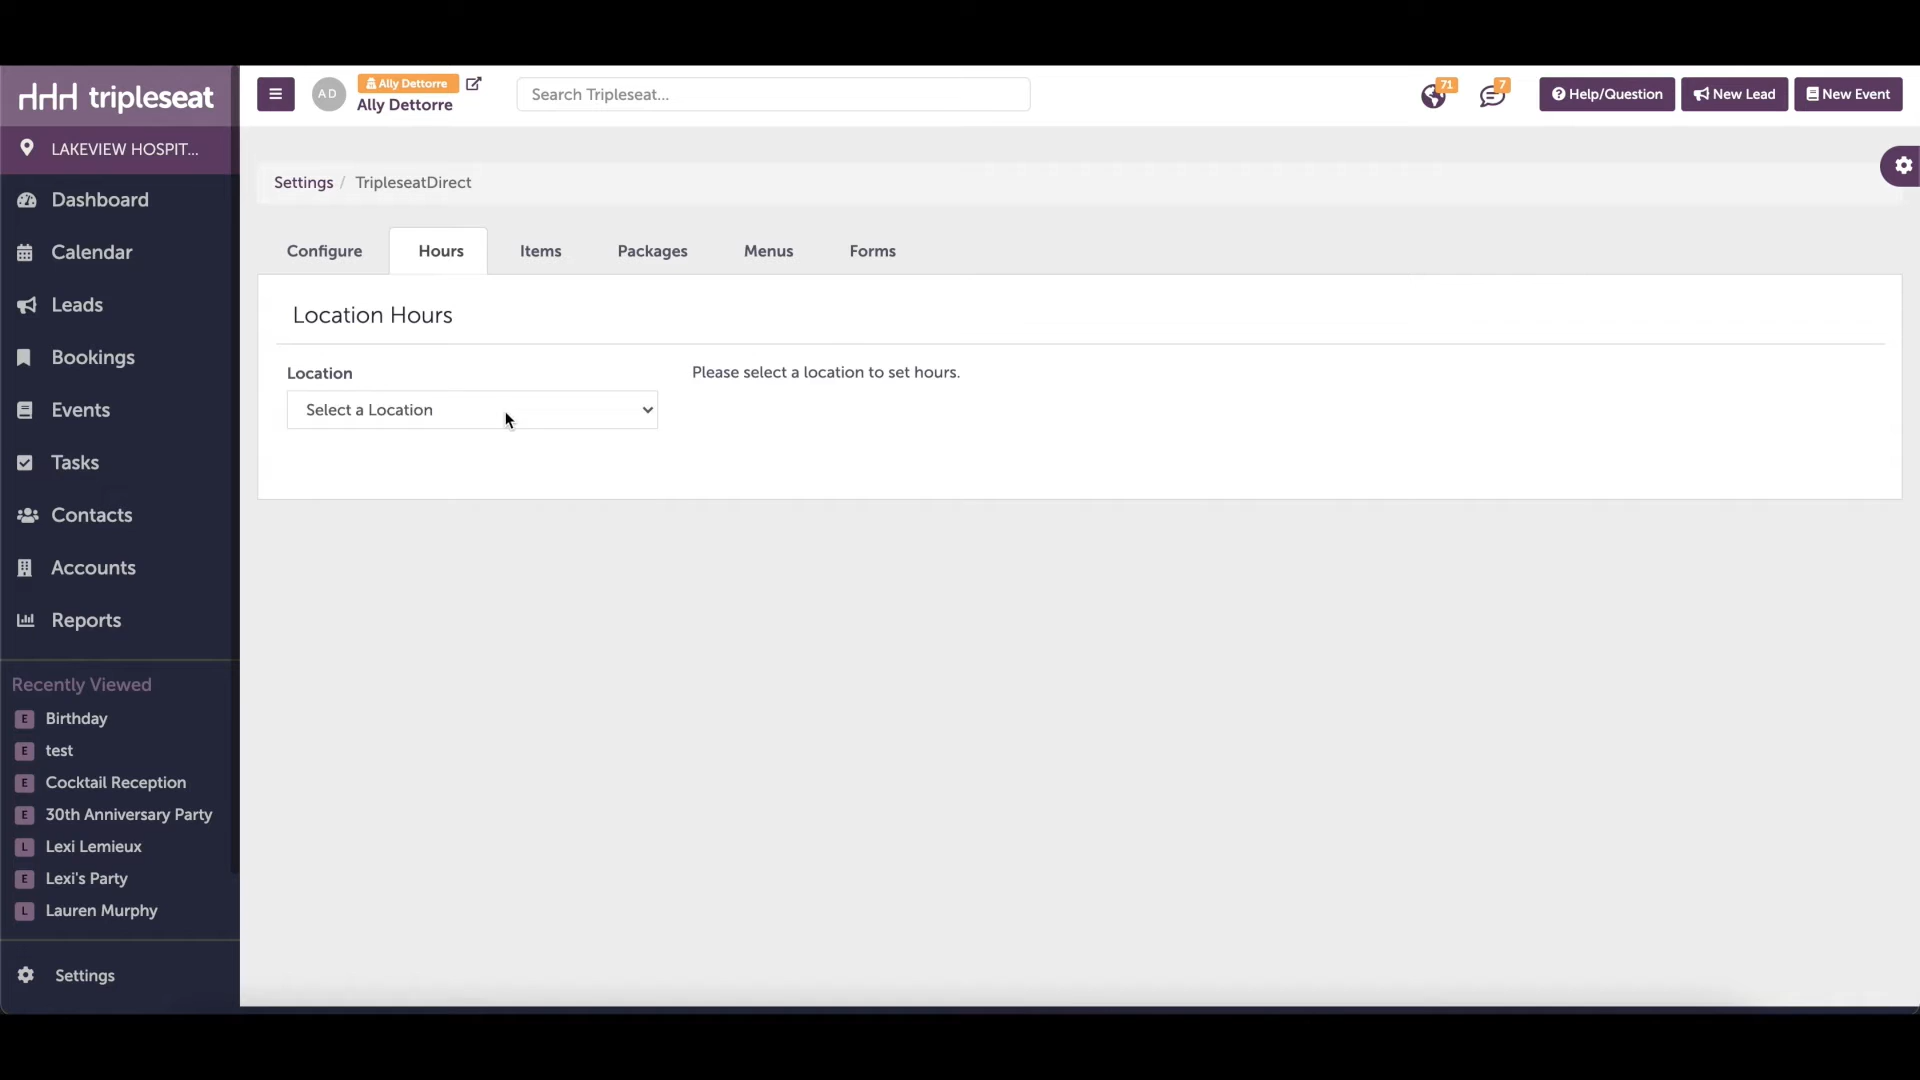 tripleseat
AD
Ally Dettorre
Ally Dettorre
Search Tripleseat...
71
7
Help/Question
New Lead
New Event
LAKEVIEW HOSPIT...
Dashboard
Calendar
Leads
Bookings
Events
Tasks
Contacts
Accounts
Reports
Recently Viewed
E Birthday
E test
E Cocktail Reception
E 30th Anniversary Party
L Lexi Lemieux
E Lexi's Party
L Lauren Murphy
Settings
Settings / TripleseatDirect
Configure
Hours
Items
Packages
Menus
Forms
Location Hours
Location
Select a Location
Please select a location to set hours.